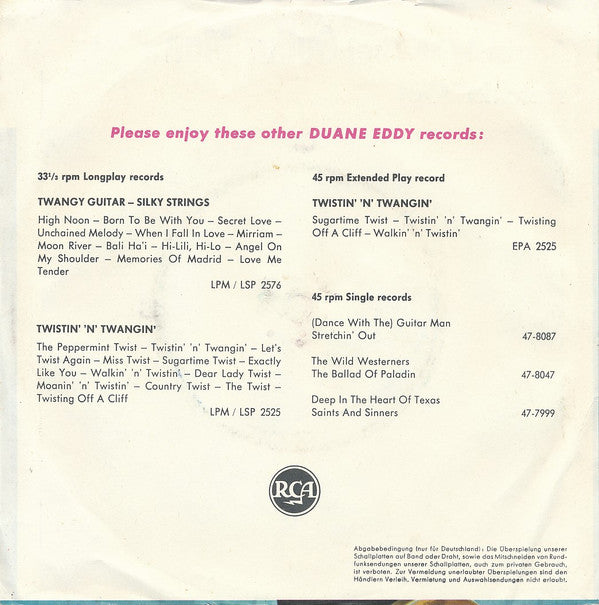 Please enjoy these other DUANE EDDY records:
33 1/3 rpm Longplay records
TWANGY GUITAR – SILKY STRINGS
High Noon – Born To Be With You – Secret Love –
Unchained Melody – When I Fall In Love – Mirriam –
Moon River – Bali Ha'i – Hi-Lili, Hi-Lo – Angel On
My Shoulder – Memories Of Madrid – Love Me
Tender
LPM / LSP 2576
TWISTIN' 'N' TWANGIN'
The Peppermint Twist – Twistin' 'n' Twangin' – Let's
Twist Again – Miss Twist – Sugartime Twist – Exactly
Like You – Walkin' 'n' Twistin' – Dear Lady Twist –
Moanin' 'n' Twistin' – Country Twist – The Twist –
Twisting Off A Cliff
LPM / LSP 2525
45 rpm Extended Play record
TWISTIN' 'N' TWANGIN'
Sugartime Twist – Twistin' 'n' Twangin' – Twisting
Off A Cliff – Walkin' 'n' Twistin'
EPA 2525
45 rpm Single records
(Dance With The) Guitar Man
Stretchin' Out 47-8087
The Wild Westerners
The Ballad Of Paladin 47-8047
Deep In The Heart Of Texas
Saints And Sinners 47-7999
RCA
Abgabebedingung (nur für Deutschland): Die Überspielung unserer
Schallplatten auf Band oder Draht, sowie das Mitschneiden von Rund-
funksendungen unserer Schallplatten, auch zum privaten Gebrauch,
ist verboten. Zur Vermeidung unerlaubter Überspielungen sind den
Händlern Verleih, Vermietung und Auswahlsendungen nicht erlaubt.